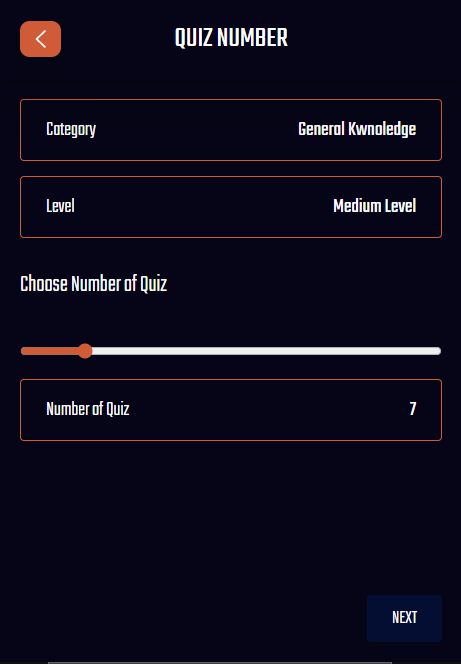 QUIZ NUMBER
Category General Kwnoledge
Level Medium Level
Choose Number of Quiz
Number of Quiz 7
NEXT